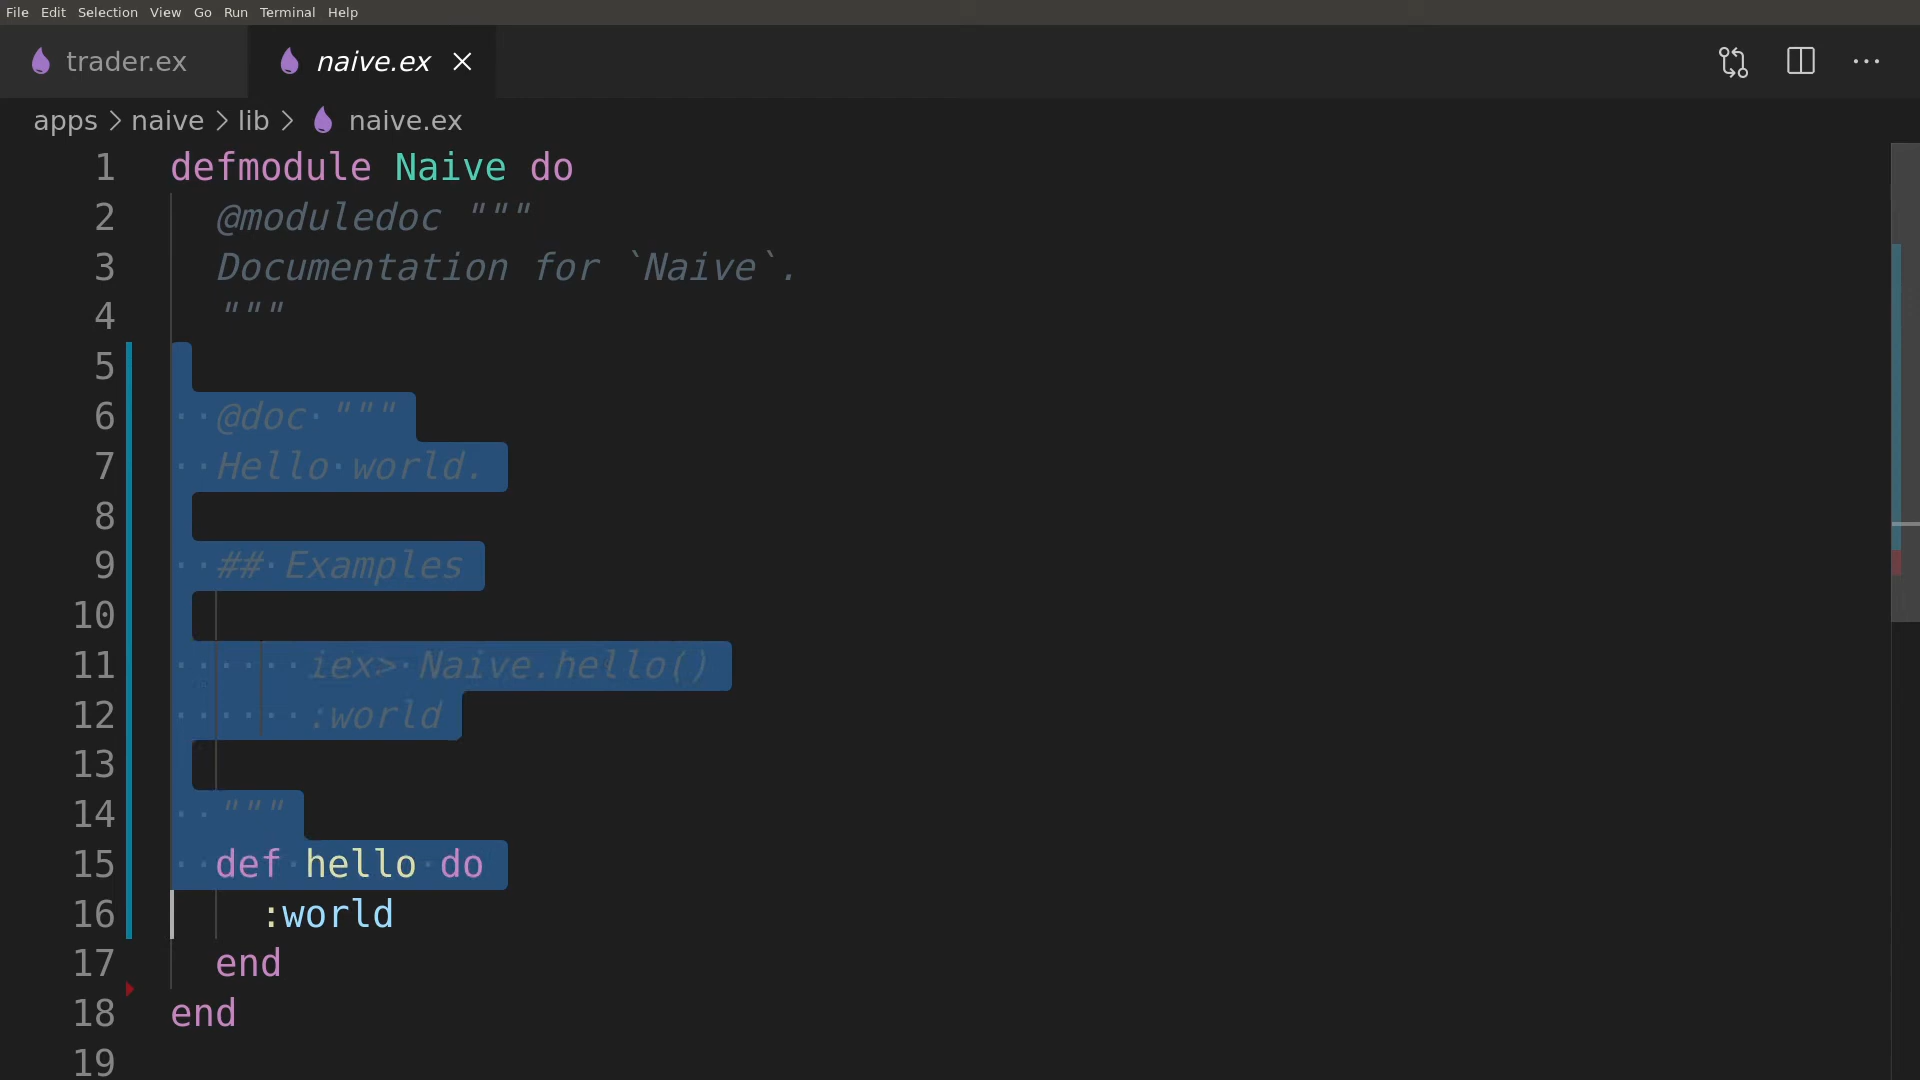 File Edit Selection View Go Run Terminal Help
trader.ex naive.ex
apps > naive > lib > naive.ex
1 defmodule Naive do
2 @moduledoc """
3 Documentation for `Naive`.
4 """
5
6 @doc """
7 Hello world.
8
9 ## Examples
10
11 iex> Naive.hello()
12 :world
13
14 """
15 def hello do
16 :world
17 end
18 end
19